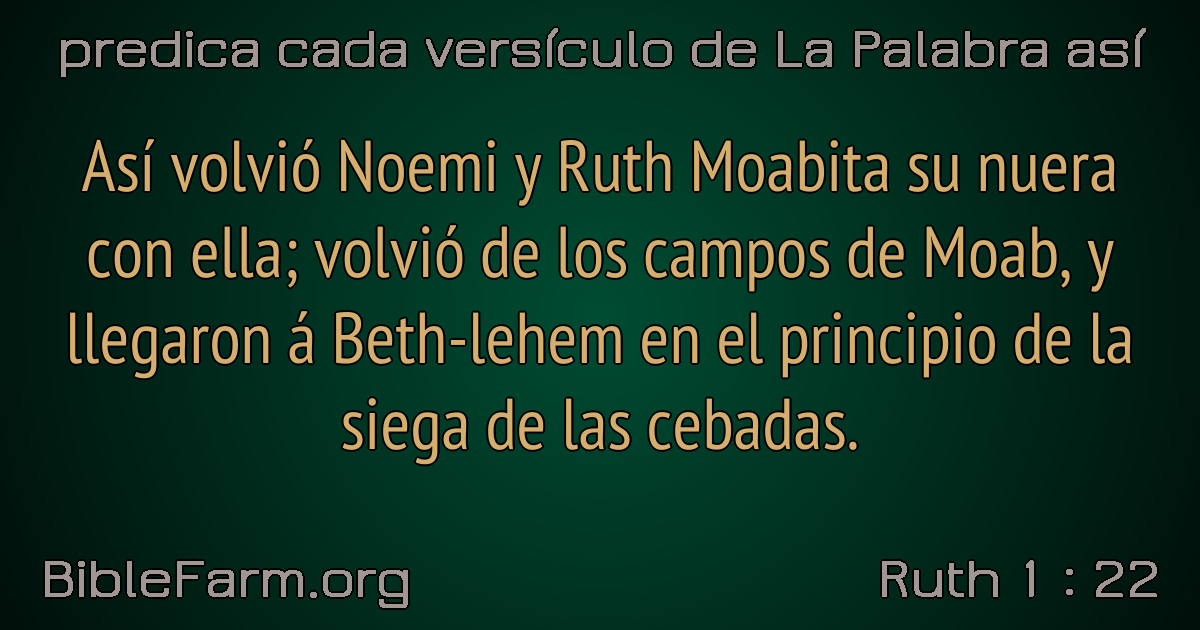 predica cada versículo de La Palabra así
Así volvió Noemi y Ruth Moabita su nuera
con ella; volvió de los campos de Moab, y
llegaron á Beth-lehem en el principio de la
siega de las cebadas.
BibleFarm.org
Ruth 1 : 22